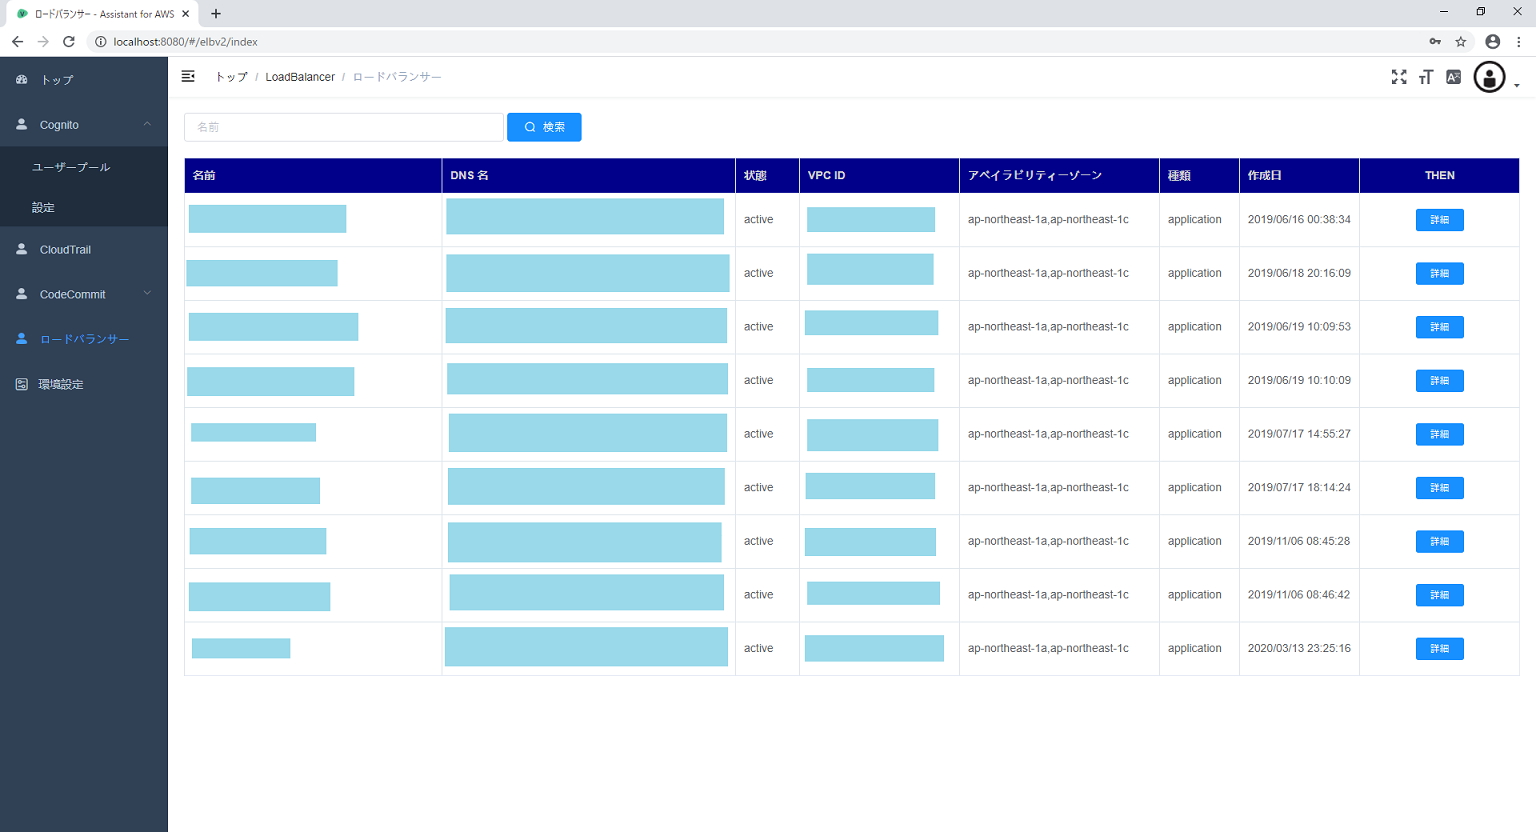 ロードバランサー - Assistant for AWS
localhost:8080/#/elbv2/index
トップ
Cognito
ユーザープール
設定
CloudTrail
CodeCommit
ロードバランサー
環境設定
トップ / LoadBalancer / ロードバランサー
名前 検索
名前 DNS 名 状態 VPC ID アベイラビリティーゾーン 種類 作成日 THEN
active ap-northeast-1a,ap-northeast-1c application 2019/06/16 00:38:34 詳細
active ap-northeast-1a,ap-northeast-1c application 2019/06/18 20:16:09 詳細
active ap-northeast-1a,ap-northeast-1c application 2019/06/19 10:09:53 詳細
active ap-northeast-1a,ap-northeast-1c application 2019/06/19 10:10:09 詳細
active ap-northeast-1a,ap-northeast-1c application 2019/07/17 14:55:27 詳細
active ap-northeast-1a,ap-northeast-1c application 2019/07/17 18:14:24 詳細
active ap-northeast-1a,ap-northeast-1c application 2019/11/06 08:45:28 詳細
active ap-northeast-1a,ap-northeast-1c application 2019/11/06 08:46:42 詳細
active ap-northeast-1a,ap-northeast-1c application 2020/03/13 23:25:16 詳細